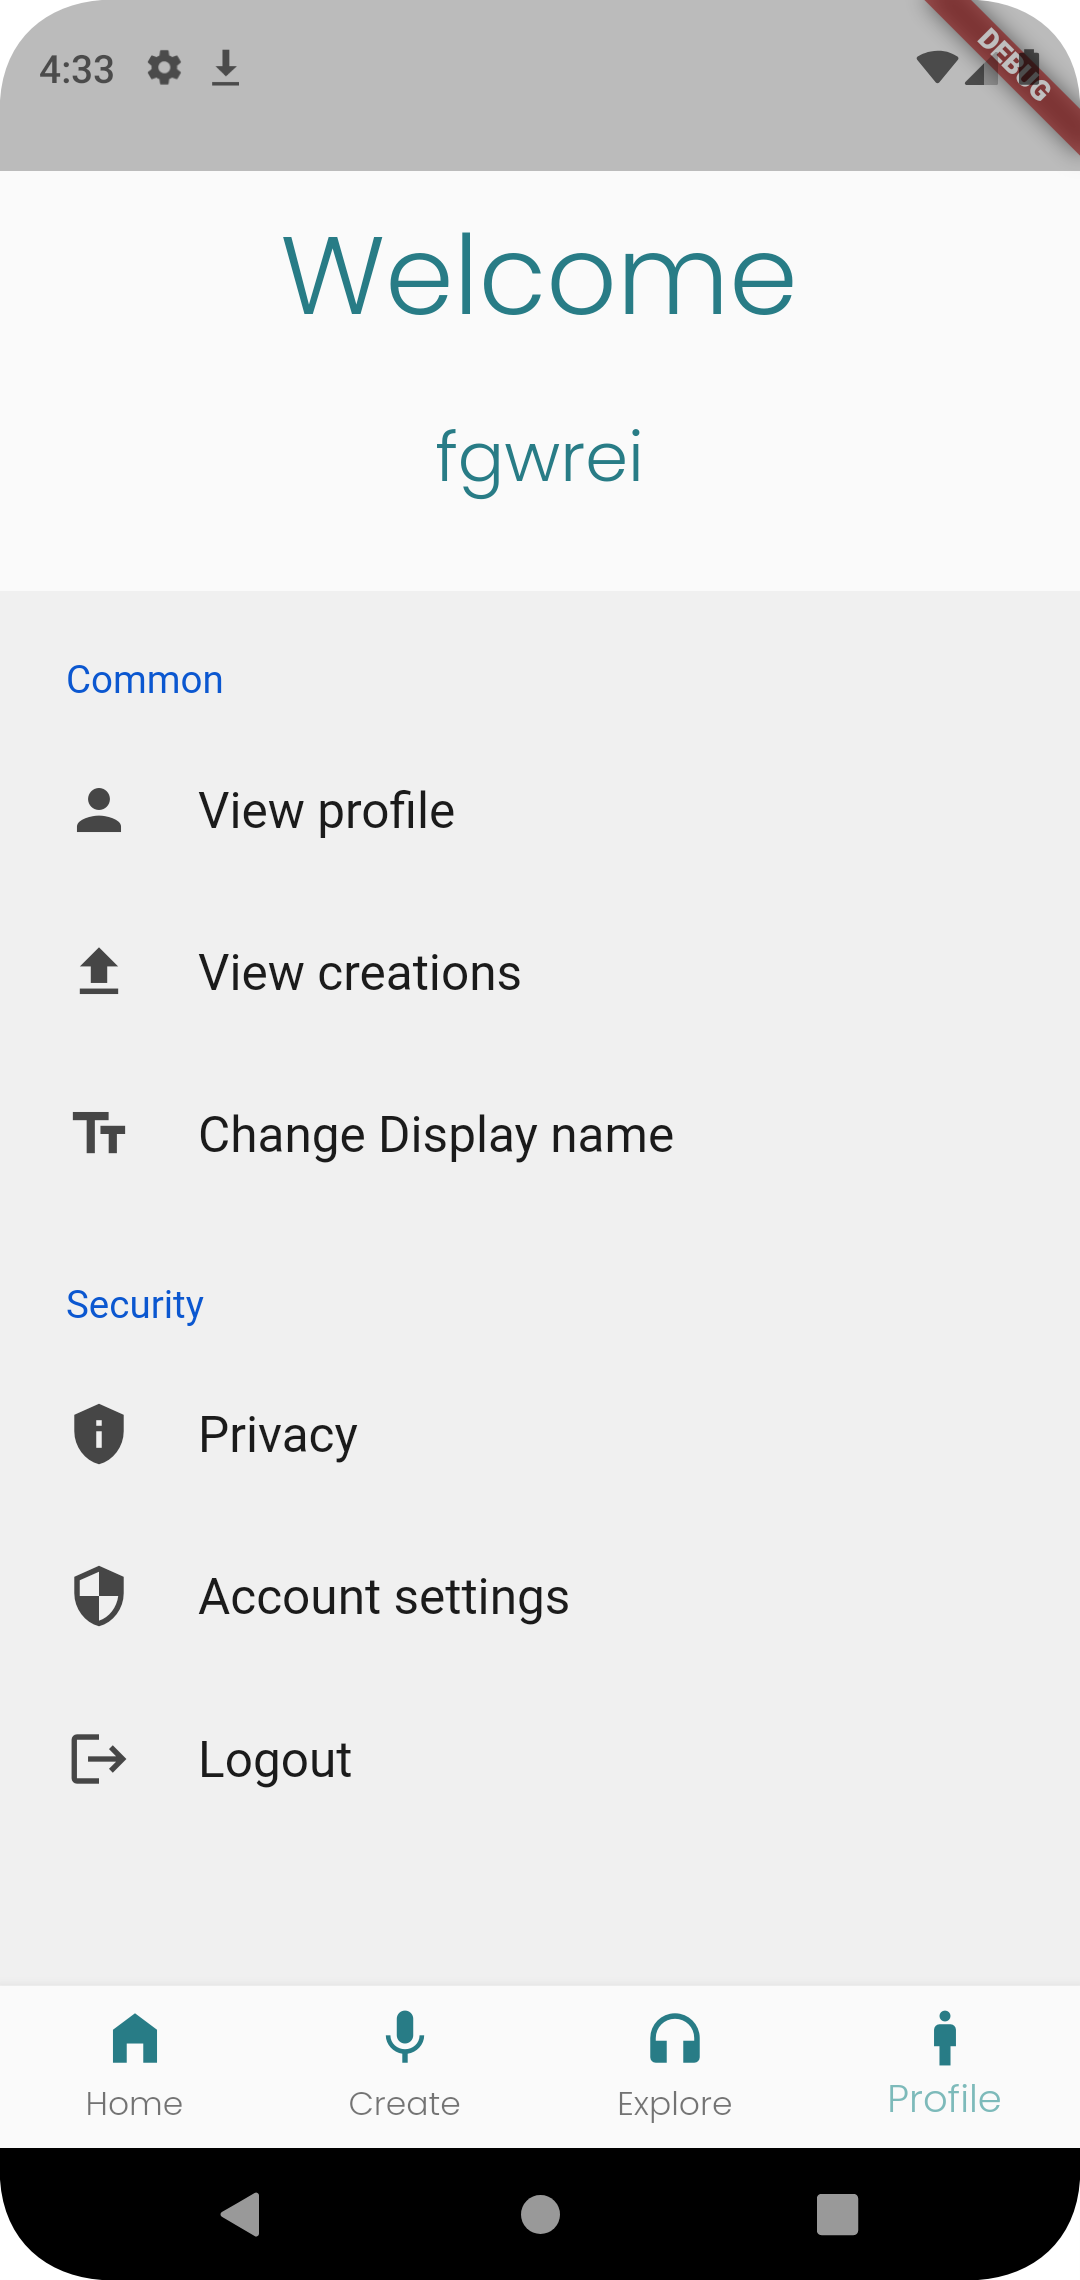 4:33
DEBUG
Welcome
fgwrei
Common
View profile
View creations
Change Display name
Security
Privacy
Account settings
Logout
Home Create Explore Profile